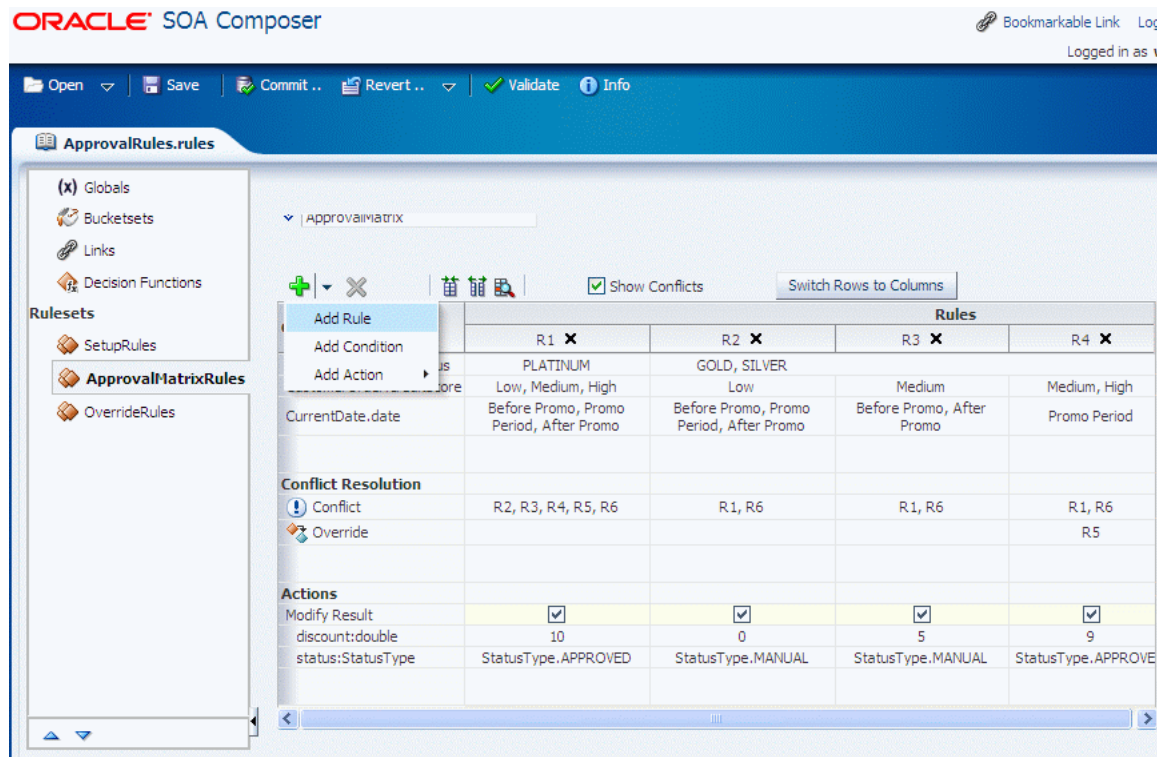 ORACLE SOA Composer
Bookmarkable Link Log
Logged in as
Open Save Commit .. Revert .. Validate Info
ApprovalRules.rules
(x) Globals
Bucketsets
Links
Decision Functions
Rulesets
SetupRules
ApprovalMatrixRules
OverrideRules
ApprovalMatrix
Show Conflicts Switch Rows to Columns
Add Rule
Add Condition
Add Action
Rules
R1 R2 R3 R4
PLATINUM GOLD, SILVER
Low, Medium, High Low Medium Medium, High
CurrentDate.date Before Promo, Promo Period, After Promo Before Promo, Promo Period, After Promo Before Promo, After Promo Promo Period
Conflict Resolution
Conflict R2, R3, R4, R5, R6 R1, R6 R1, R6 R1, R6
Override R5
Actions
Modify Result
discount:double 10 0 5 9
status:StatusType StatusType.APPROVED StatusType.MANUAL StatusType.MANUAL StatusType.APPROVE